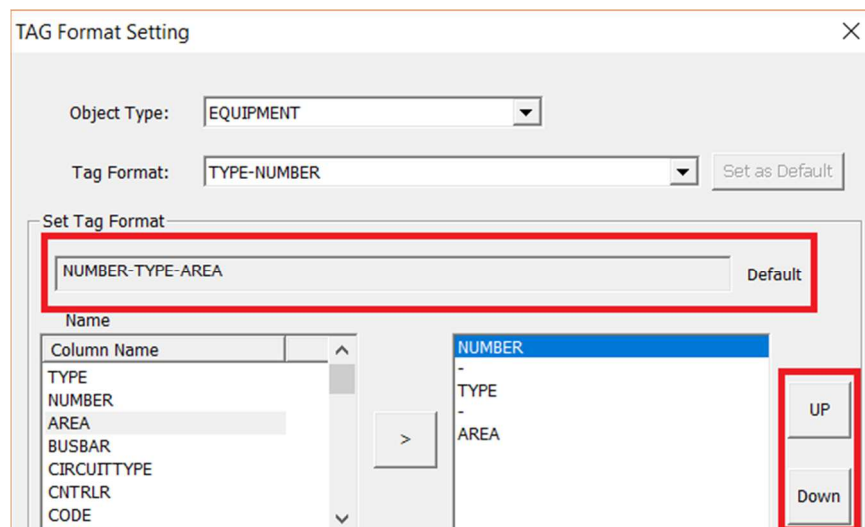 TAG Format Setting
Object Type: EQUIPMENT
Tag Format: TYPE-NUMBER Set as Default
Set Tag Format
NUMBER-TYPE-AREA Default
Name
Column Name
TYPE
NUMBER
AREA
BUSBAR
CIRCUITTYPE
CNTRLR
CODE
>
NUMBER
-
TYPE
-
AREA
UP
Down